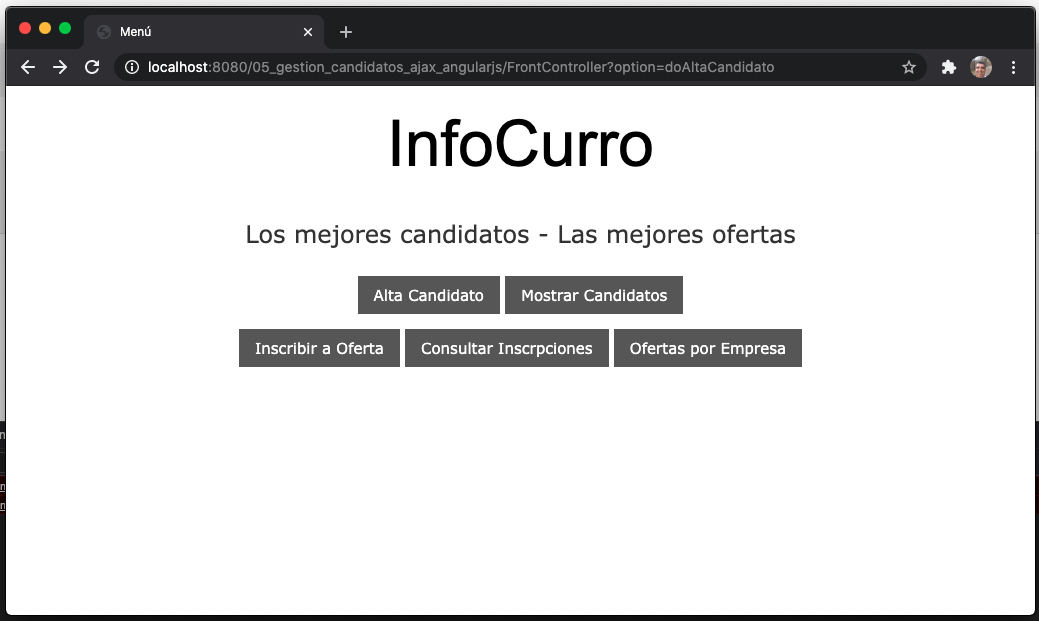 Menú
localhost:8080/05_gestion_candidatos_ajax_angularjs/FrontController?option=doAltaCandidato
InfoCurro
Los mejores candidatos - Las mejores ofertas
Alta Candidato Mostrar Candidatos
Inscribir a Oferta Consultar Inscrpciones Ofertas por Empresa